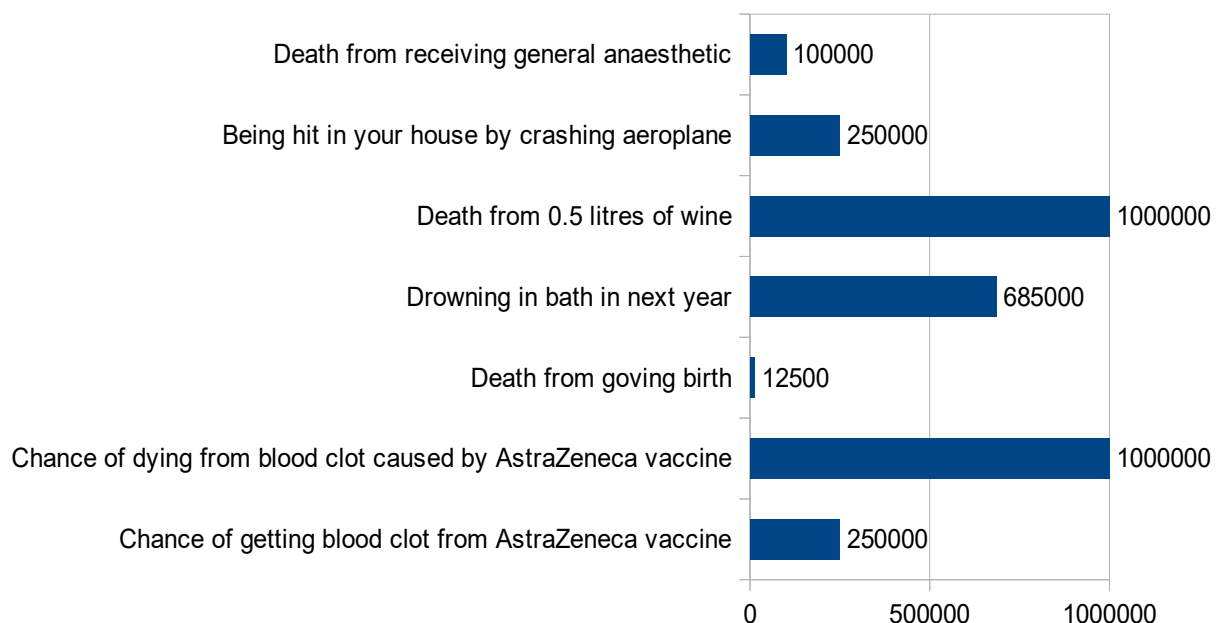 Death from receiving general anaesthetic 100000
Being hit in your house by crashing aeroplane 250000
Death from 0.5 litres of wine 1000000
Drowning in bath in next year 685000
Death from goving birth 12500
Chance of dying from blood clot caused by AstraZeneca vaccine 1000000
Chance of getting blood clot from AstraZeneca vaccine 250000
0 500000 1000000